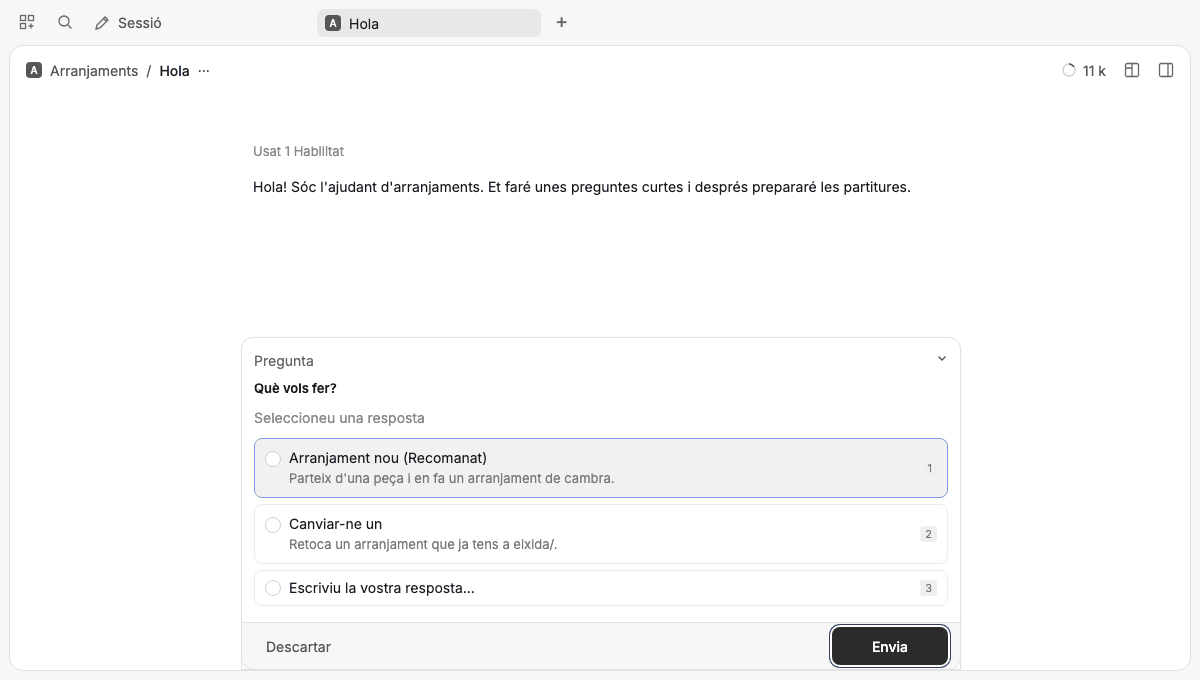 Sessió
A Hola
A Arranjaments / Hola ···
11 k
Usat 1 Habilitat
Hola! Sóc l'ajudant d'arranjaments. Et faré unes preguntes curtes i després prepararé les partitures.
Pregunta
Què vols fer?
Seleccioneu una resposta
Arranjament nou (Recomanat)
Parteix d'una peça i en fa un arranjament de cambra.
1
Canviar-ne un
Retoca un arranjament que ja tens a eixida/.
2
Escriviu la vostra resposta...
3
Descartar
Envia